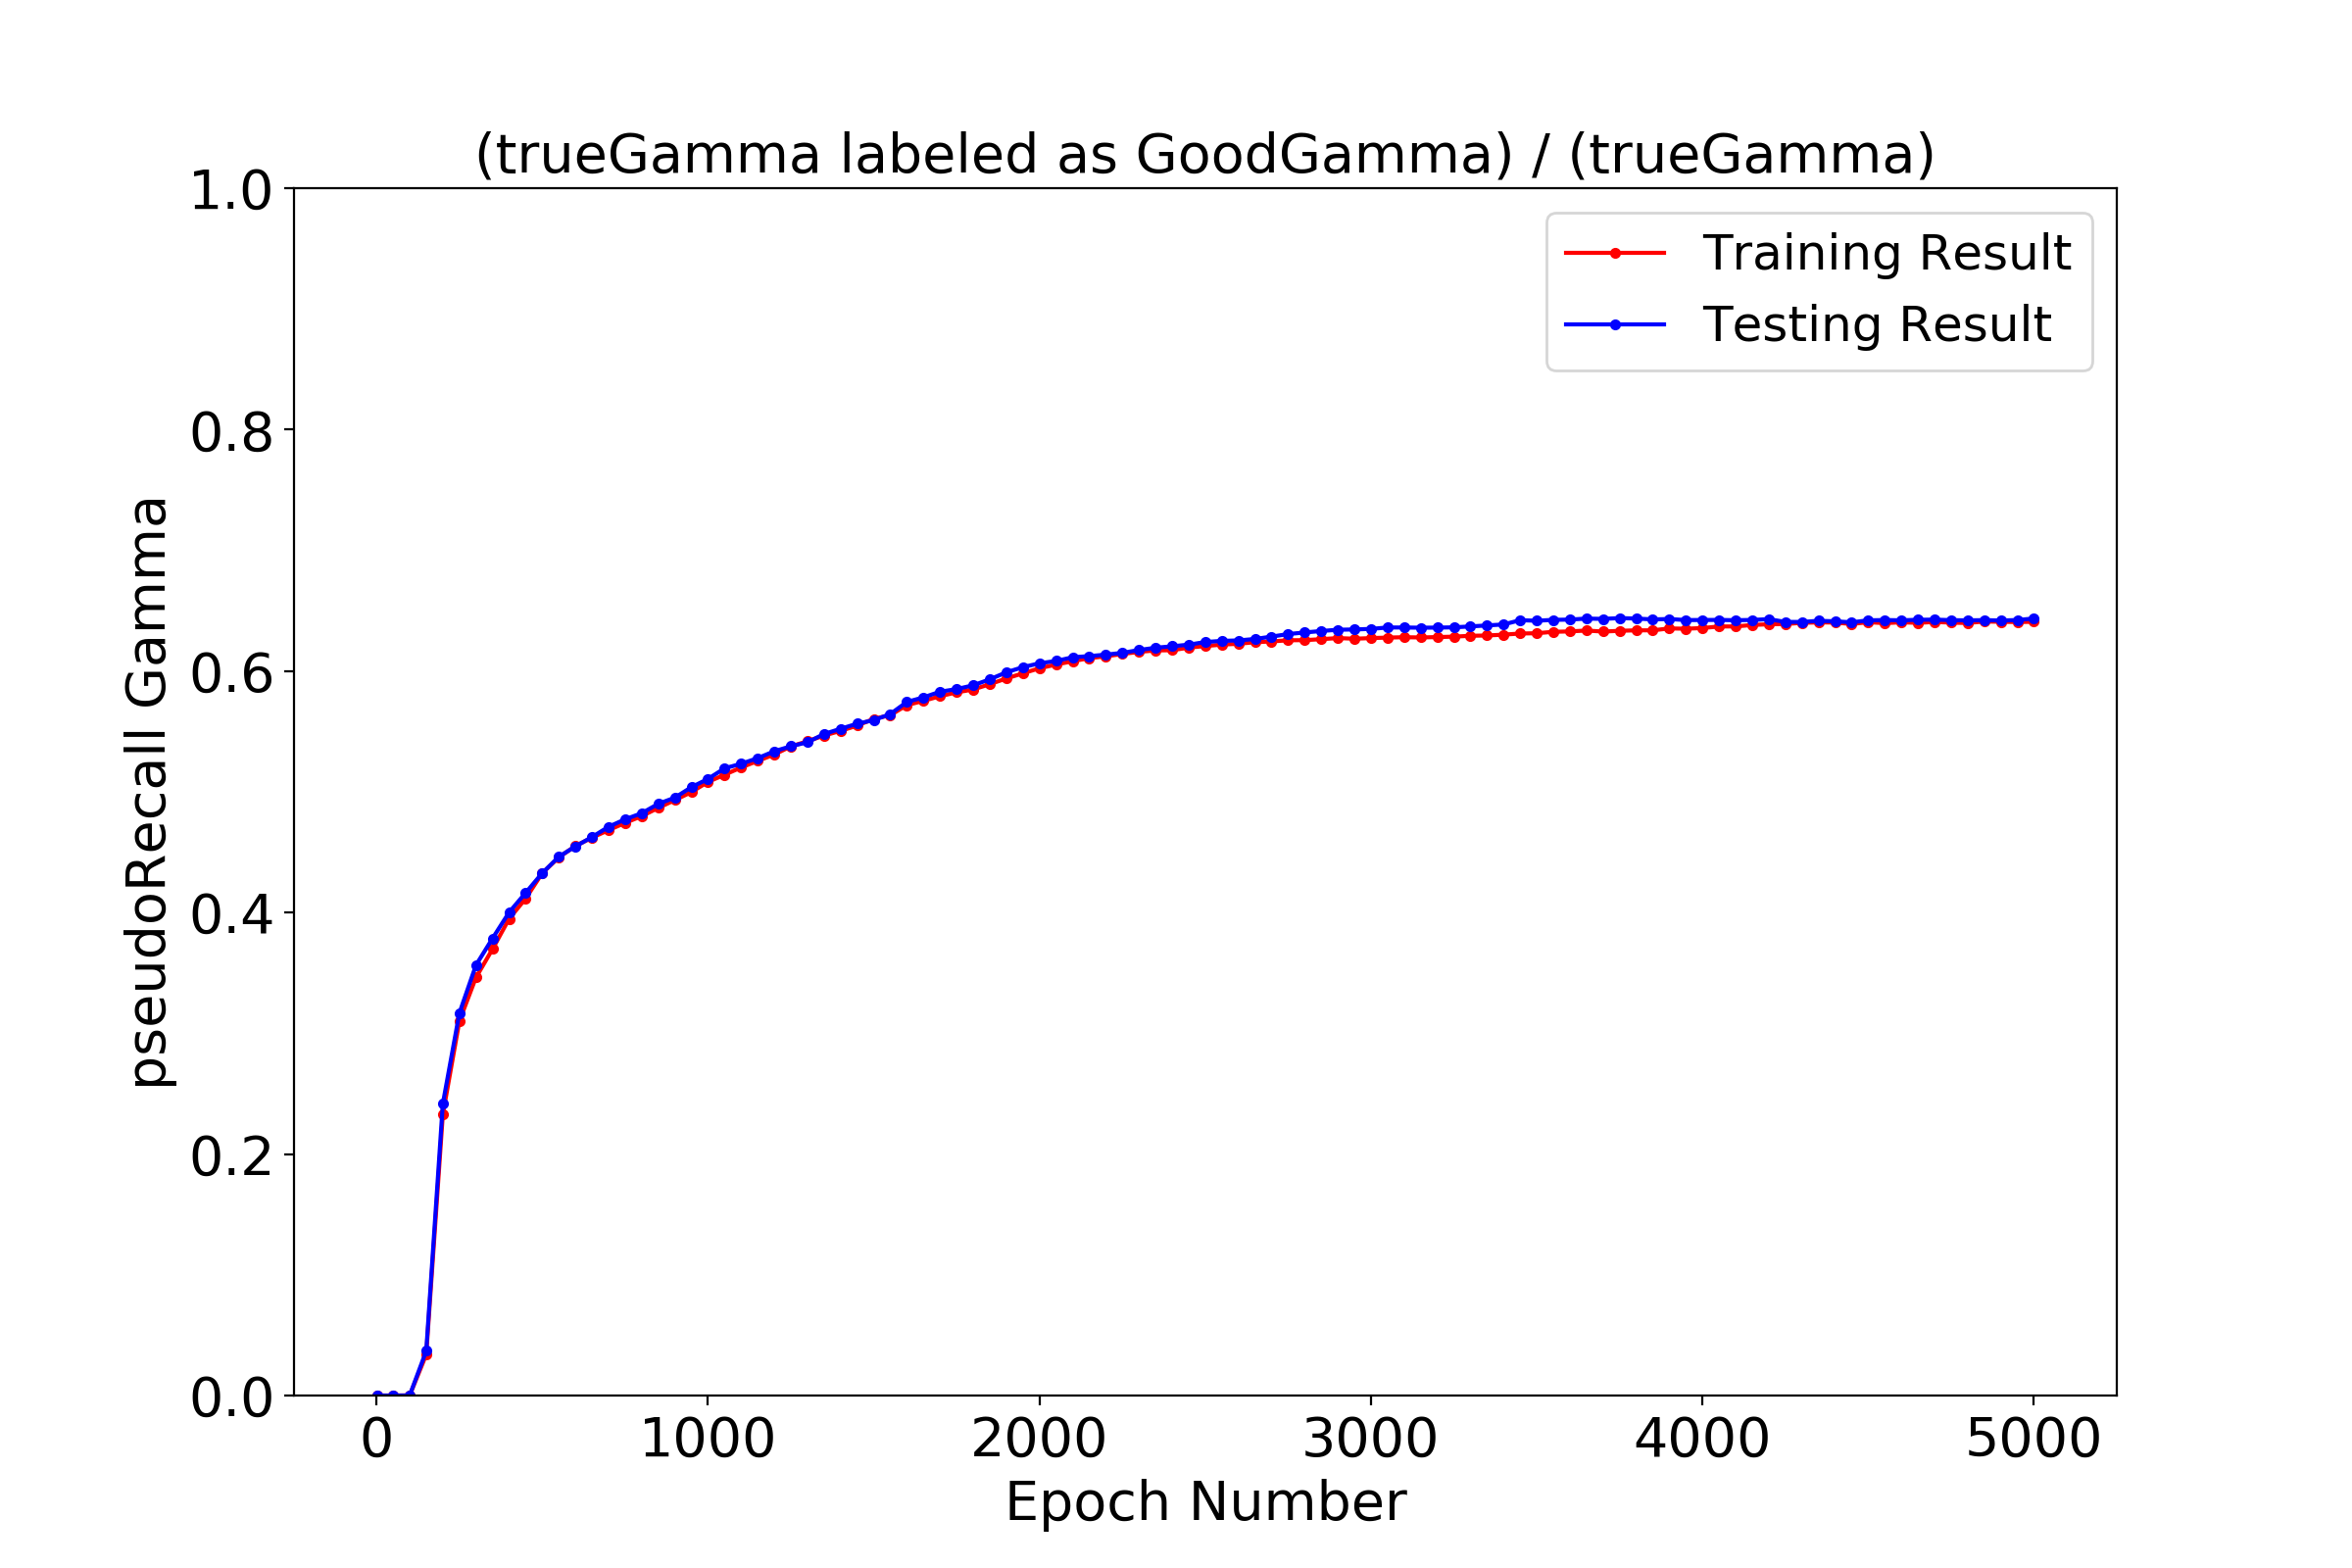 (trueGamma labeled as GoodGamma) / (trueGamma)
Training Result
Testing Result
pseudoRecall Gamma
1.0
0.8
0.6
0.4
0.2
0.0
0 1000 2000 3000 4000 5000
Epoch Number